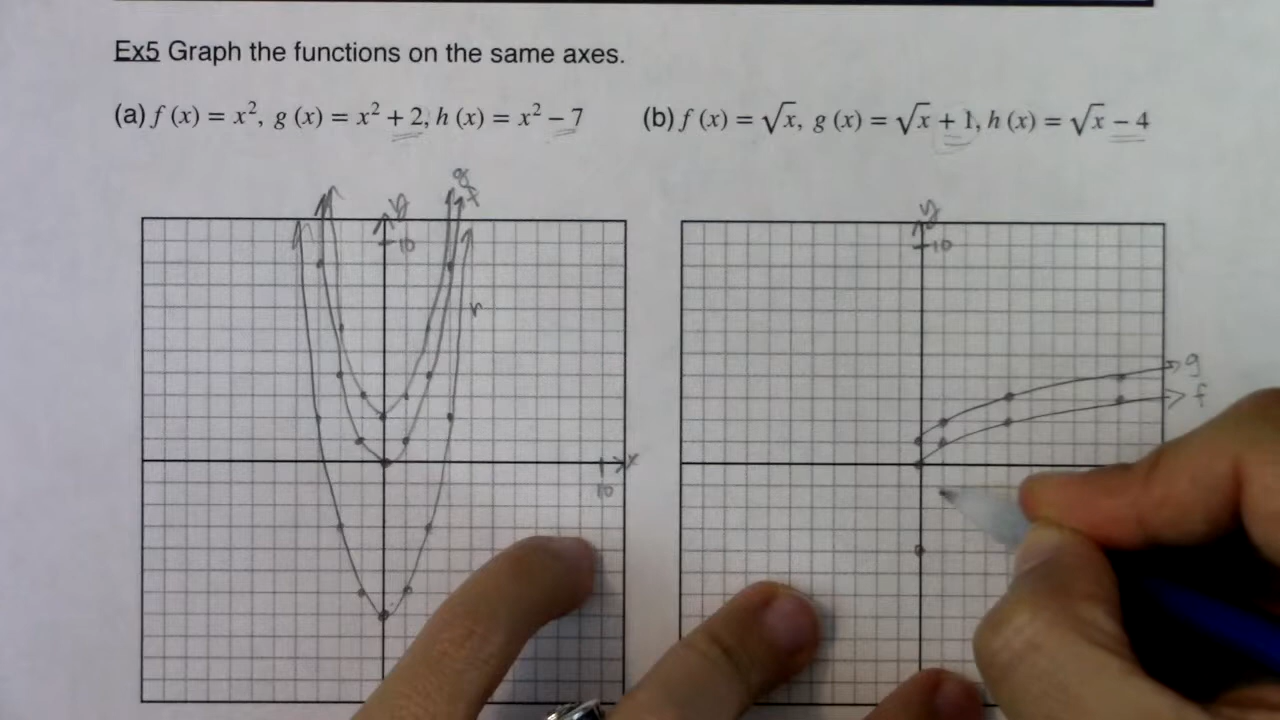 Ex5 Graph the functions on the same axes.
(a) f (x) = x², g (x) = x² + 2, h (x) = x² − 7
(b) f (x) = √x, g (x) = √x + 1, h (x) = √x − 4
g
f
y
10
x
10
y
10
g
f